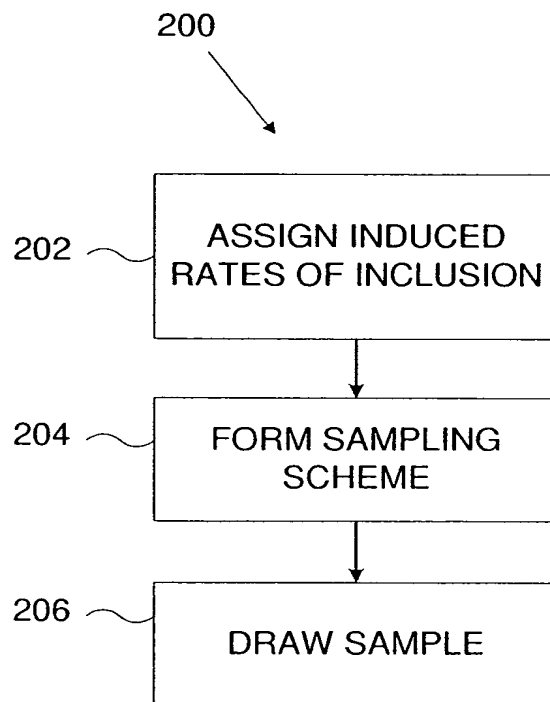 200
202
ASSIGN INDUCED
RATES OF INCLUSION
204
FORM SAMPLING
SCHEME
206
DRAW SAMPLE